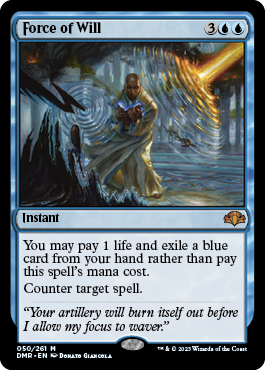 Force of Will 3
Instant
You may pay 1 life and exile a blue
card from your hand rather than pay
this spell's mana cost.
Counter target spell.
“Your artillery will burn itself out before
I allow my focus to waver.”
050/261 M
DMR • EN Donato Giancola
™ & © 2023 Wizards of the Coast